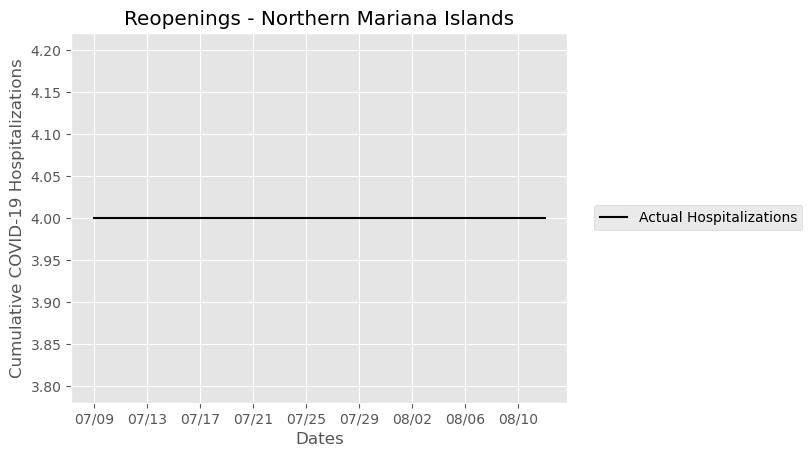 Reopenings - Northern Mariana Islands
Cumulative COVID-19 Hospitalizations
4.20
4.15
4.10
4.05
4.00
3.95
3.90
3.85
3.80
07/09 07/13 07/17 07/21 07/25 07/29 08/02 08/06 08/10
Dates
Actual Hospitalizations